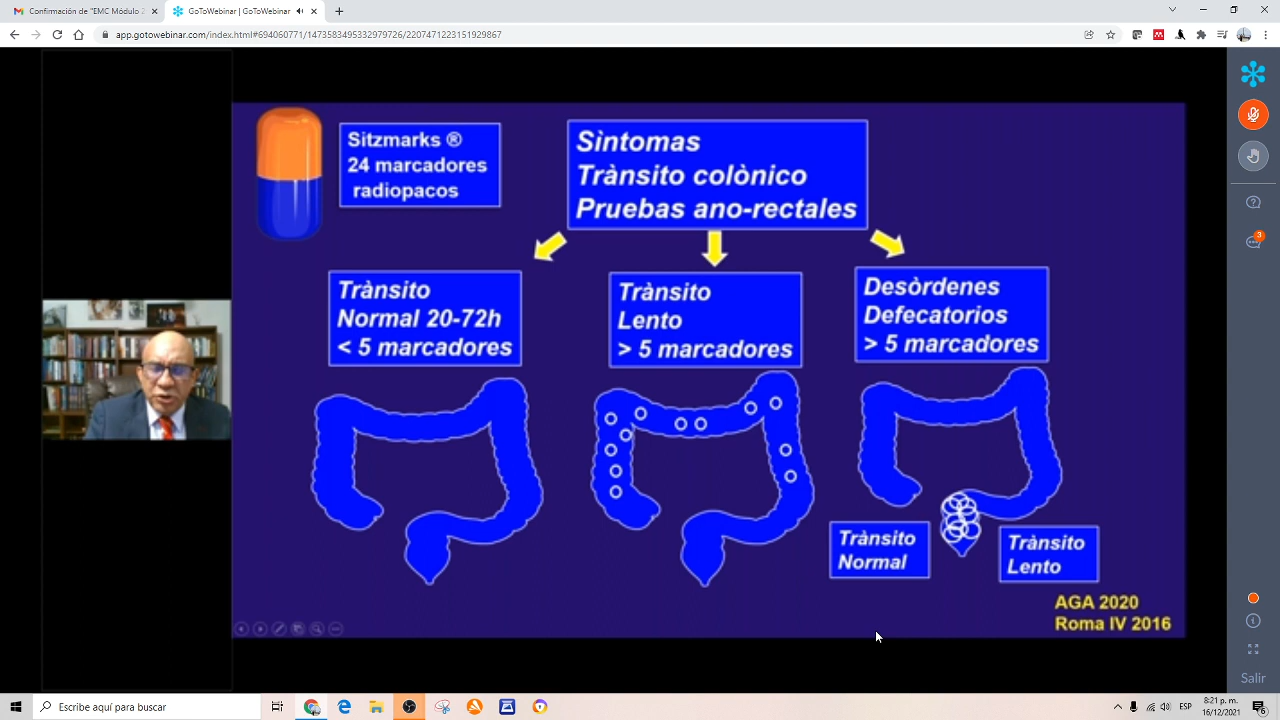 Confirmación de "EMC Módulo 2
GoToWebinar | GoToWebinar
app.gotowebinar.com/index.html#694060771/1473583495332979726/2207471223151929867
Sitzmarks ®
24 marcadores
radiopacos
Sìntomas
Trànsito colònico
Pruebas ano-rectales
Trànsito
Normal 20-72h
< 5 marcadores
Trànsito
Lento
> 5 marcadores
Desòrdenes
Defecatorios
> 5 marcadores
Trànsito
Normal
Trànsito
Lento
AGA 2020
Roma IV 2016
3
Salir
Escribe aquí para buscar
ESP
8:21 p. m.
16/12/2021